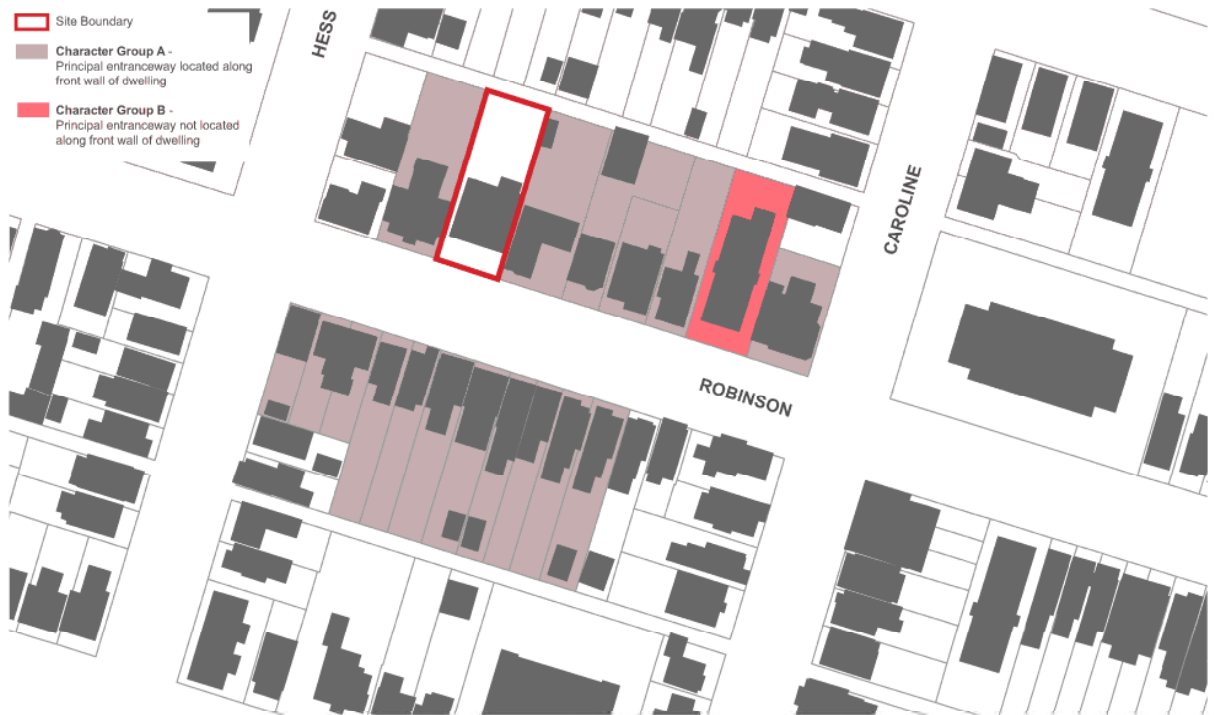 Site Boundary
Character Group A -
Principal entranceway located along
front wall of dwelling
Character Group B -
Principal entranceway not located
along front wall of dwelling
HESS
CAROLINE
ROBINSON